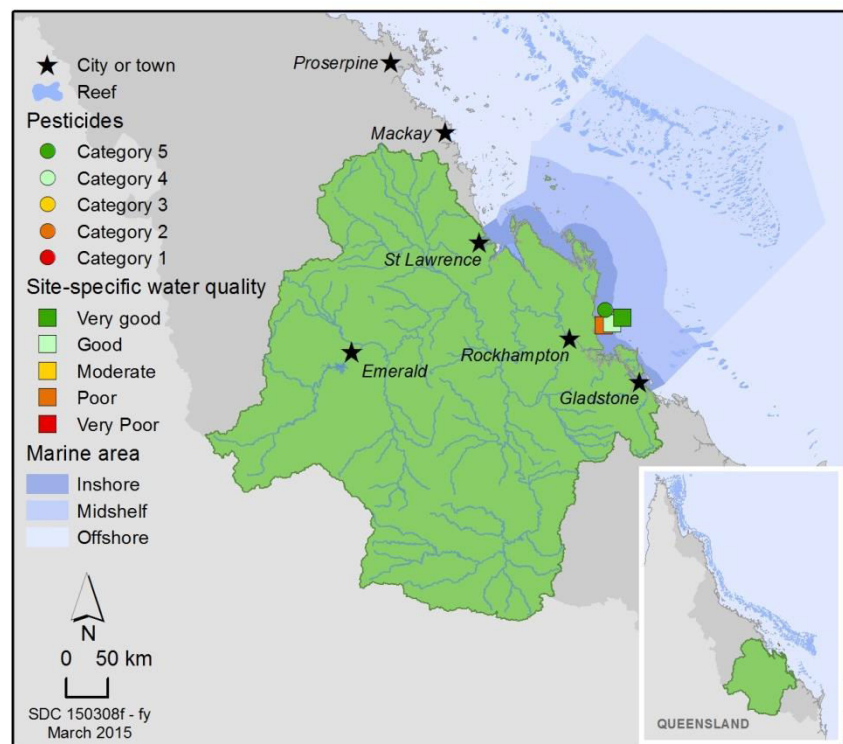 City or town
Reef
Pesticides
Category 5
Category 4
Category 3
Category 2
Category 1
Site-specific water quality
Very good
Good
Moderate
Poor
Very Poor
Marine area
Inshore
Midshelf
Offshore
N
0 50 km
SDC 150308f - fy
March 2015
Proserpine
Mackay
St Lawrence
Emerald
Rockhampton
Gladstone
QUEENSLAND